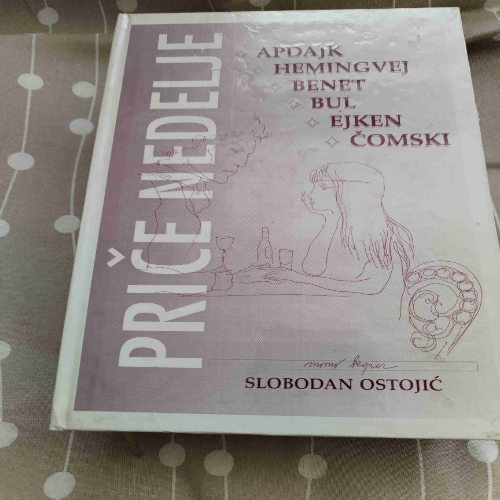 PRIČE NEDELJE
APDAJK
HEMINGVEJ
BENET
BUL
EJKEN
ČOMSKI
SLOBODAN OSTOJIĆ